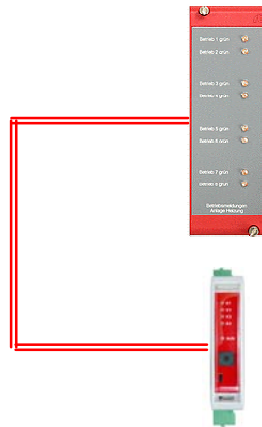 Betrieb 1 grün
Betrieb 2 grün
Betrieb 3 grün
Betrieb 4 grün
Betrieb 5 grün
Betrieb 6 grün
Betrieb 7 grün
Betrieb 8 grün
Betriebsmeldungen
Anlage Heizung